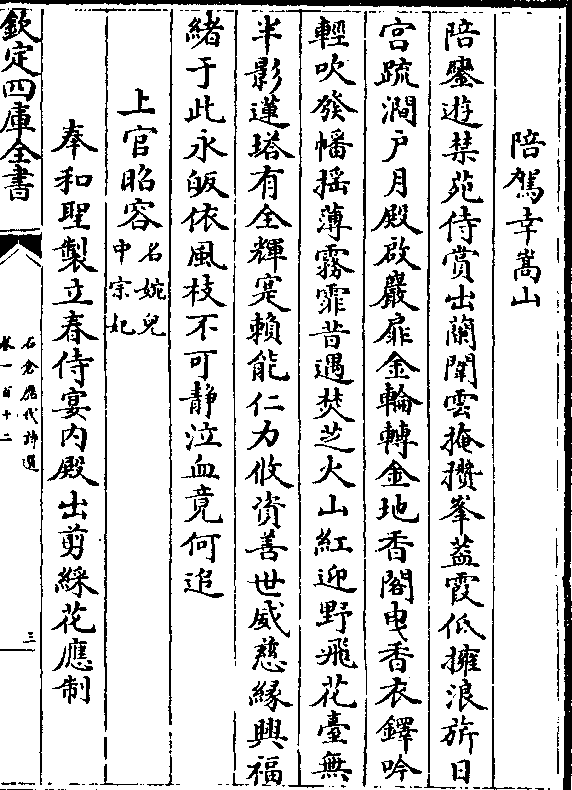 陪駕幸嵩山
陪鑾遊禁苑侍賞出蘭闈雲掩攢峯葢霞低擁浪旂日
宫䟽澗户月殿啟巖扉金輪轉金地香閣曳香衣鐸吟
輕吹發幡揺薄霧霏昔遇焚芝火山紅迎野飛花臺無
半影蓮塔有全輝寔賴能仁力攸資善世威慈緣興福
緒于此永皈依風枝不可靜泣血竟何追
上官昭容名婉兒中宗妃
奉和聖製立春侍宴内殿出剪綵花應制
欽定四庫全書
石倉歷代詩選
卷一百十二
三